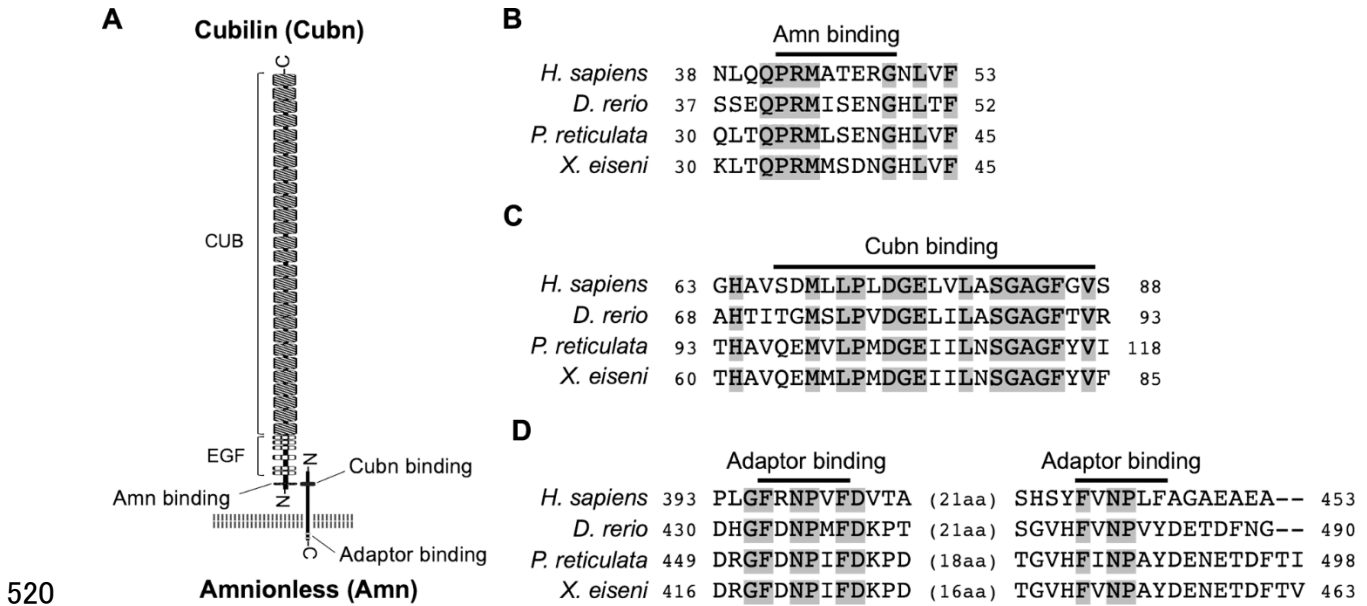 A
Cubilin (Cubn)
C
CUB
EGF
N
N
Cubn binding
Amn binding
C
Adaptor binding
Amnionless (Amn)
520
B
Amn binding
H. sapiens 38 NLQQPRMATERGNLVF 53
D. rerio 37 SSEQPRMISENGHLTF 52
P. reticulata 30 QLTQPRMLSENGHLVF 45
X. eiseni 30 KLTQPRMMSDNGHLVF 45
C
Cubn binding
H. sapiens 63 GHAVSDMLLPLDGELVLASGAGFGVS 88
D. rerio 68 AHTITGMSLPVDGELILASGAGFTVR 93
P. reticulata 93 THAVQEMVLPMDGEIILNSGAGFYVI 118
X. eiseni 60 THAVQEMMLPMDGEIILNSGAGFYVF 85
D
Adaptor binding Adaptor binding
H. sapiens 393 PLGFRNPVFDVTA (21aa) SHSYFVNPLFAGAEAEA-- 453
D. rerio 430 DHGFDNPMFDKPT (21aa) SGVHFVNPVYDETDFNG-- 490
P. reticulata 449 DRGFDNPIFDKPD (18aa) TGVHFINPAYDENETDFTI 498
X. eiseni 416 DRGFDNPIFDKPD (16aa) TGVHFVNPAYDENETDFTV 463